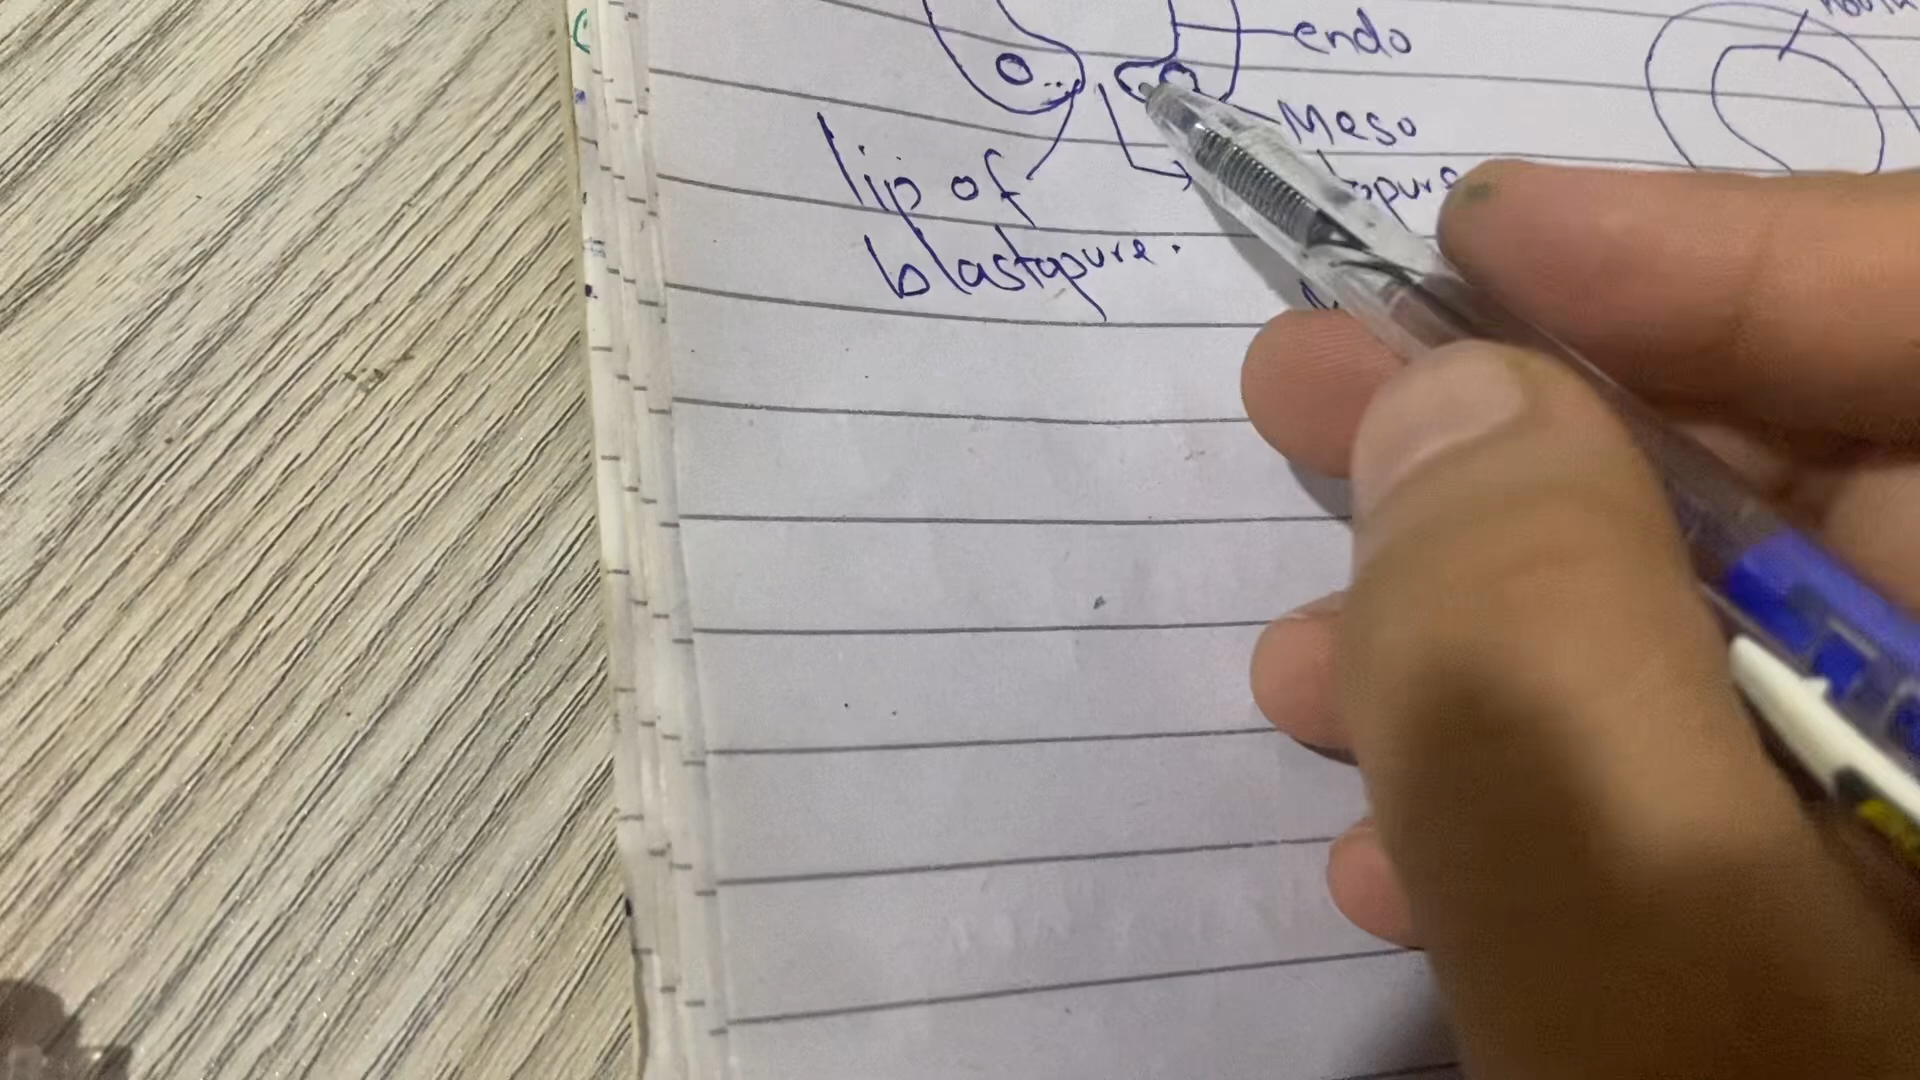 endo
Meso
lip of
blastopure.